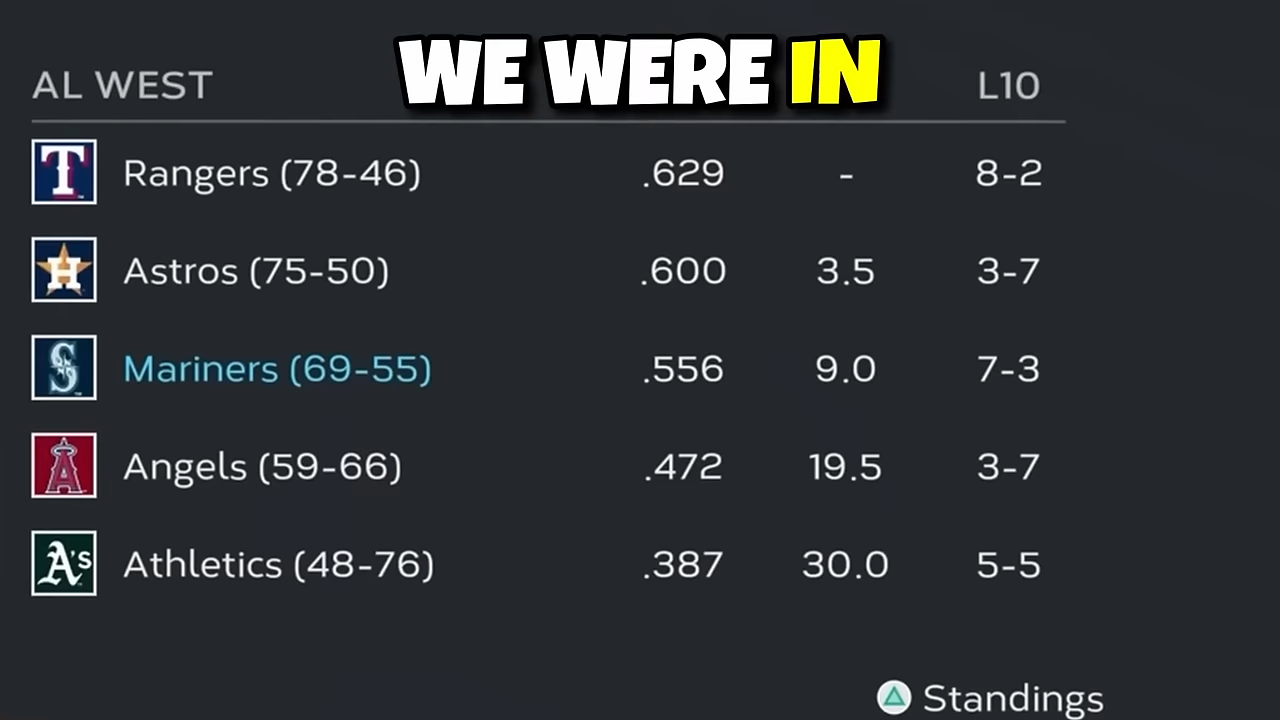 WE WERE IN
AL WEST L10
Rangers (78-46) .629 - 8-2
Astros (75-50) .600 3.5 3-7
Mariners (69-55) .556 9.0 7-3
Angels (59-66) .472 19.5 3-7
Athletics (48-76) .387 30.0 5-5
Standings